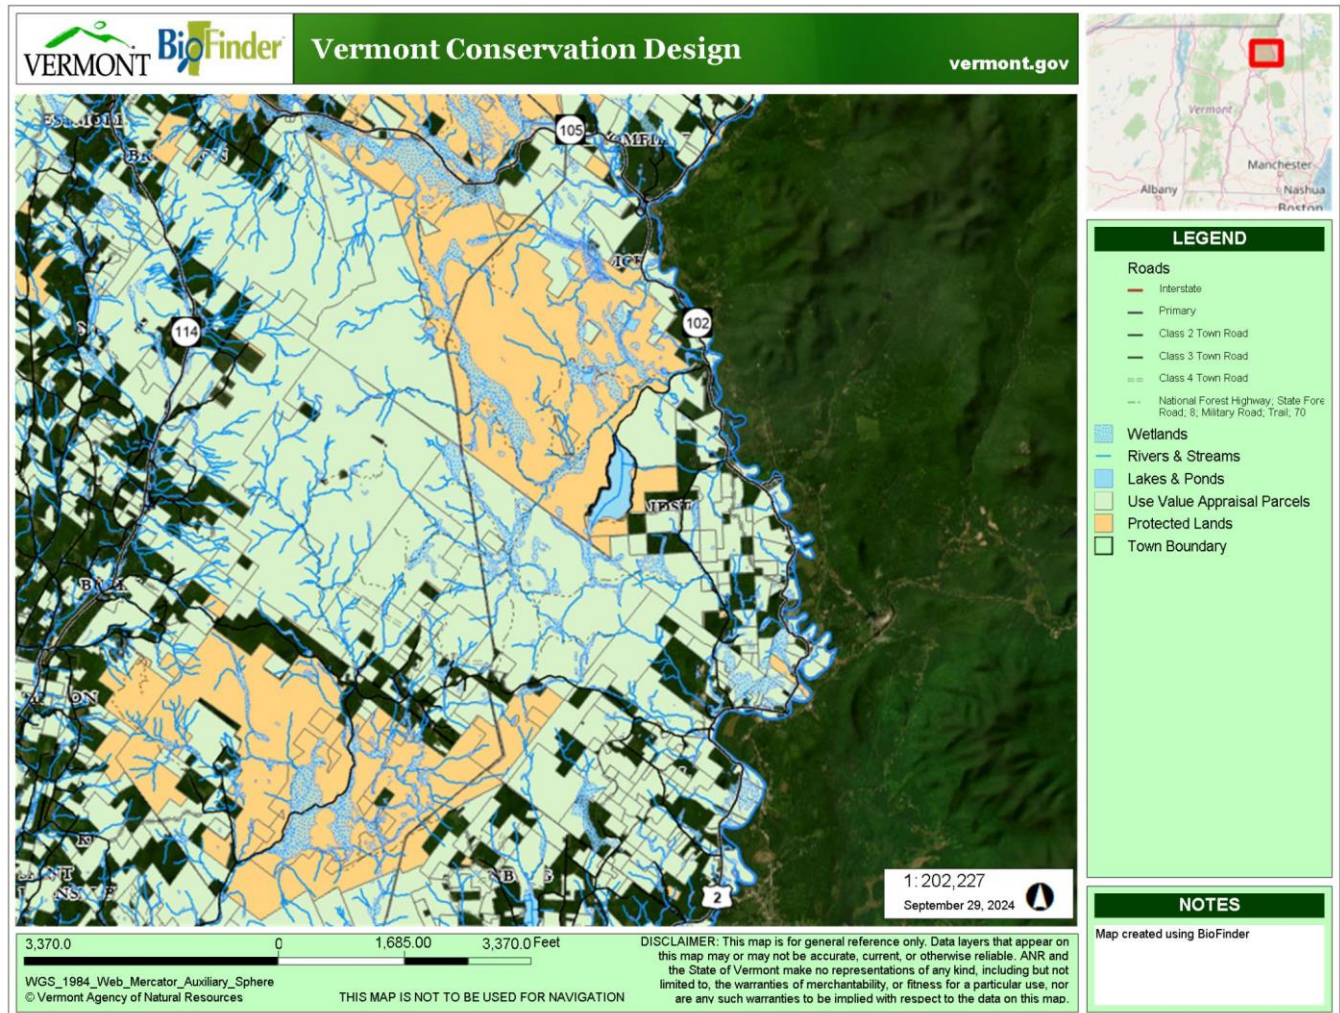 VERMONT
BioFinder
Vermont Conservation Design
vermont.gov
Vermont
Manchester
Albany
Nashua
Boston
105
114
102
2
1: 202,227
September 29, 2024
LEGEND
Roads
Interstate
Primary
Class 2 Town Road
Class 3 Town Road
Class 4 Town Road
National Forest Highway; State Fore
Road; 8; Military Road; Trail; 70
Wetlands
Rivers & Streams
Lakes & Ponds
Use Value Appraisal Parcels
Protected Lands
Town Boundary
NOTES
Map created using BioFinder
3,370.0 0 1,685.00 3,370.0 Feet
WGS_1984_Web_Mercator_Auxiliary_Sphere
© Vermont Agency of Natural Resources
THIS MAP IS NOT TO BE USED FOR NAVIGATION
DISCLAIMER: This map is for general reference only. Data layers that appear on
this map may or may not be accurate, current, or otherwise reliable. ANR and
the State of Vermont make no representations of any kind, including but not
limited to, the warranties of merchantability, or fitness for a particular use, nor
are any such warranties to be implied with respect to the data on this map.